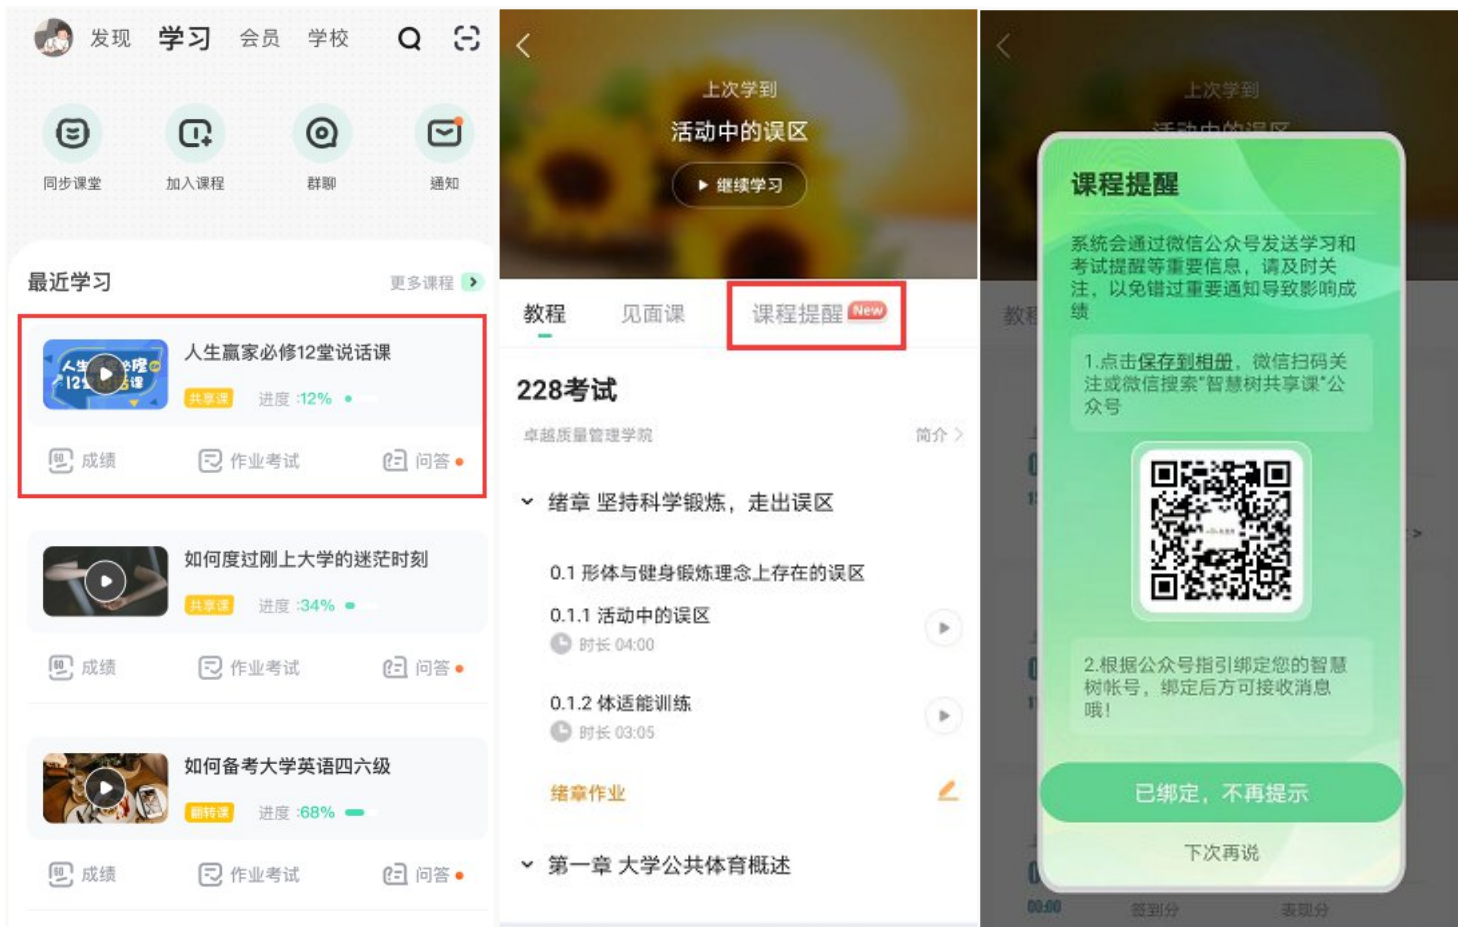 发现 学习 会员 学校
同步课堂 加入课程 群聊 通知
最近学习 更多课程
人生赢家必修12堂说话课
共享课 进度 :12%
成绩 作业考试 问答
如何度过刚上大学的迷茫时刻
共享课 进度 :34%
成绩 作业考试 问答
如何备考大学英语四六级
翻转课 进度 :68%
成绩 作业考试 问答
上次学到
活动中的误区
继续学习
教程 见面课 课程提醒 New
228考试
卓越质量管理学院 简介
绪章 坚持科学锻炼，走出误区
0.1 形体与健身锻炼理念上存在的误区
0.1.1 活动中的误区
时长 04:00
0.1.2 体适能训练
时长 03:05
绪章作业
第一章 大学公共体育概述
上次学到
课程提醒
系统会通过微信公众号发送学习和
考试提醒等重要信息，请及时关
注，以免错过重要通知导致影响成
绩
1.点击保存到相册，微信扫码关
注或微信搜索“智慧树共享课”公
众号
2.根据公众号指引绑定您的智慧
树帐号，绑定后方可接收消息
哦！
已绑定，不再提示
下次再说
00:00 签到分 表现分